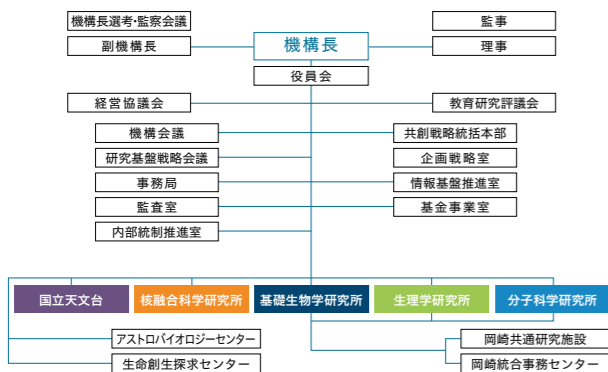 機構長選考・監察会議
監事
副機構長
機構長
理事
役員会
経営協議会
教育研究評議会
機構会議
共創戦略統括本部
研究基盤戦略会議
企画戦略室
事務局
情報基盤推進室
監査室
基金事業室
内部統制推進室
国立天文台
核融合科学研究所
基礎生物学研究所
生理学研究所
分子科学研究所
アストロバイオロジーセンター
岡崎共通研究施設
生命創生探求センター
岡崎統合事務センター